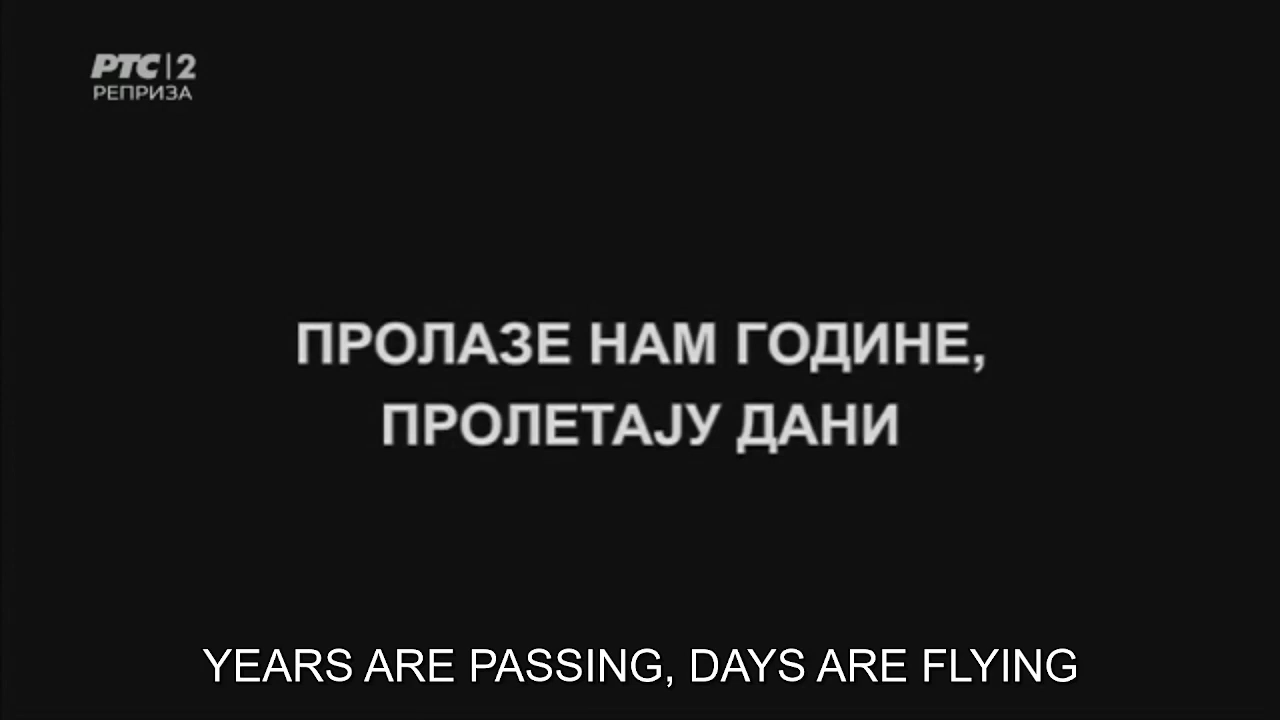 РТС|2
РЕПРИЗА
ПРОЛАЗЕ НАМ ГОДИНЕ,
ПРОЛЕТАЈУ ДАНИ
YEARS ARE PASSING, DAYS ARE FLYING